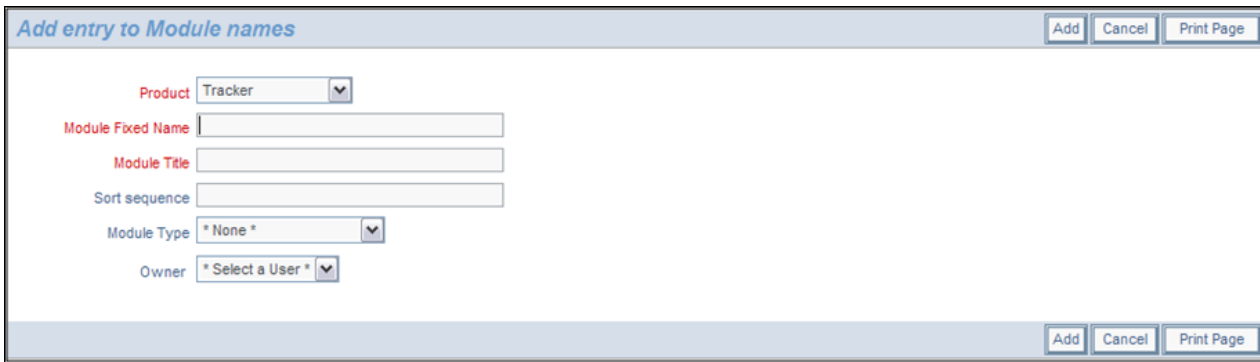 Add entry to Module names Add Cancel Print Page
Product Tracker
Module Fixed Name
Module Title
Sort sequence
Module Type * None *
Owner * Select a User *
Add Cancel Print Page